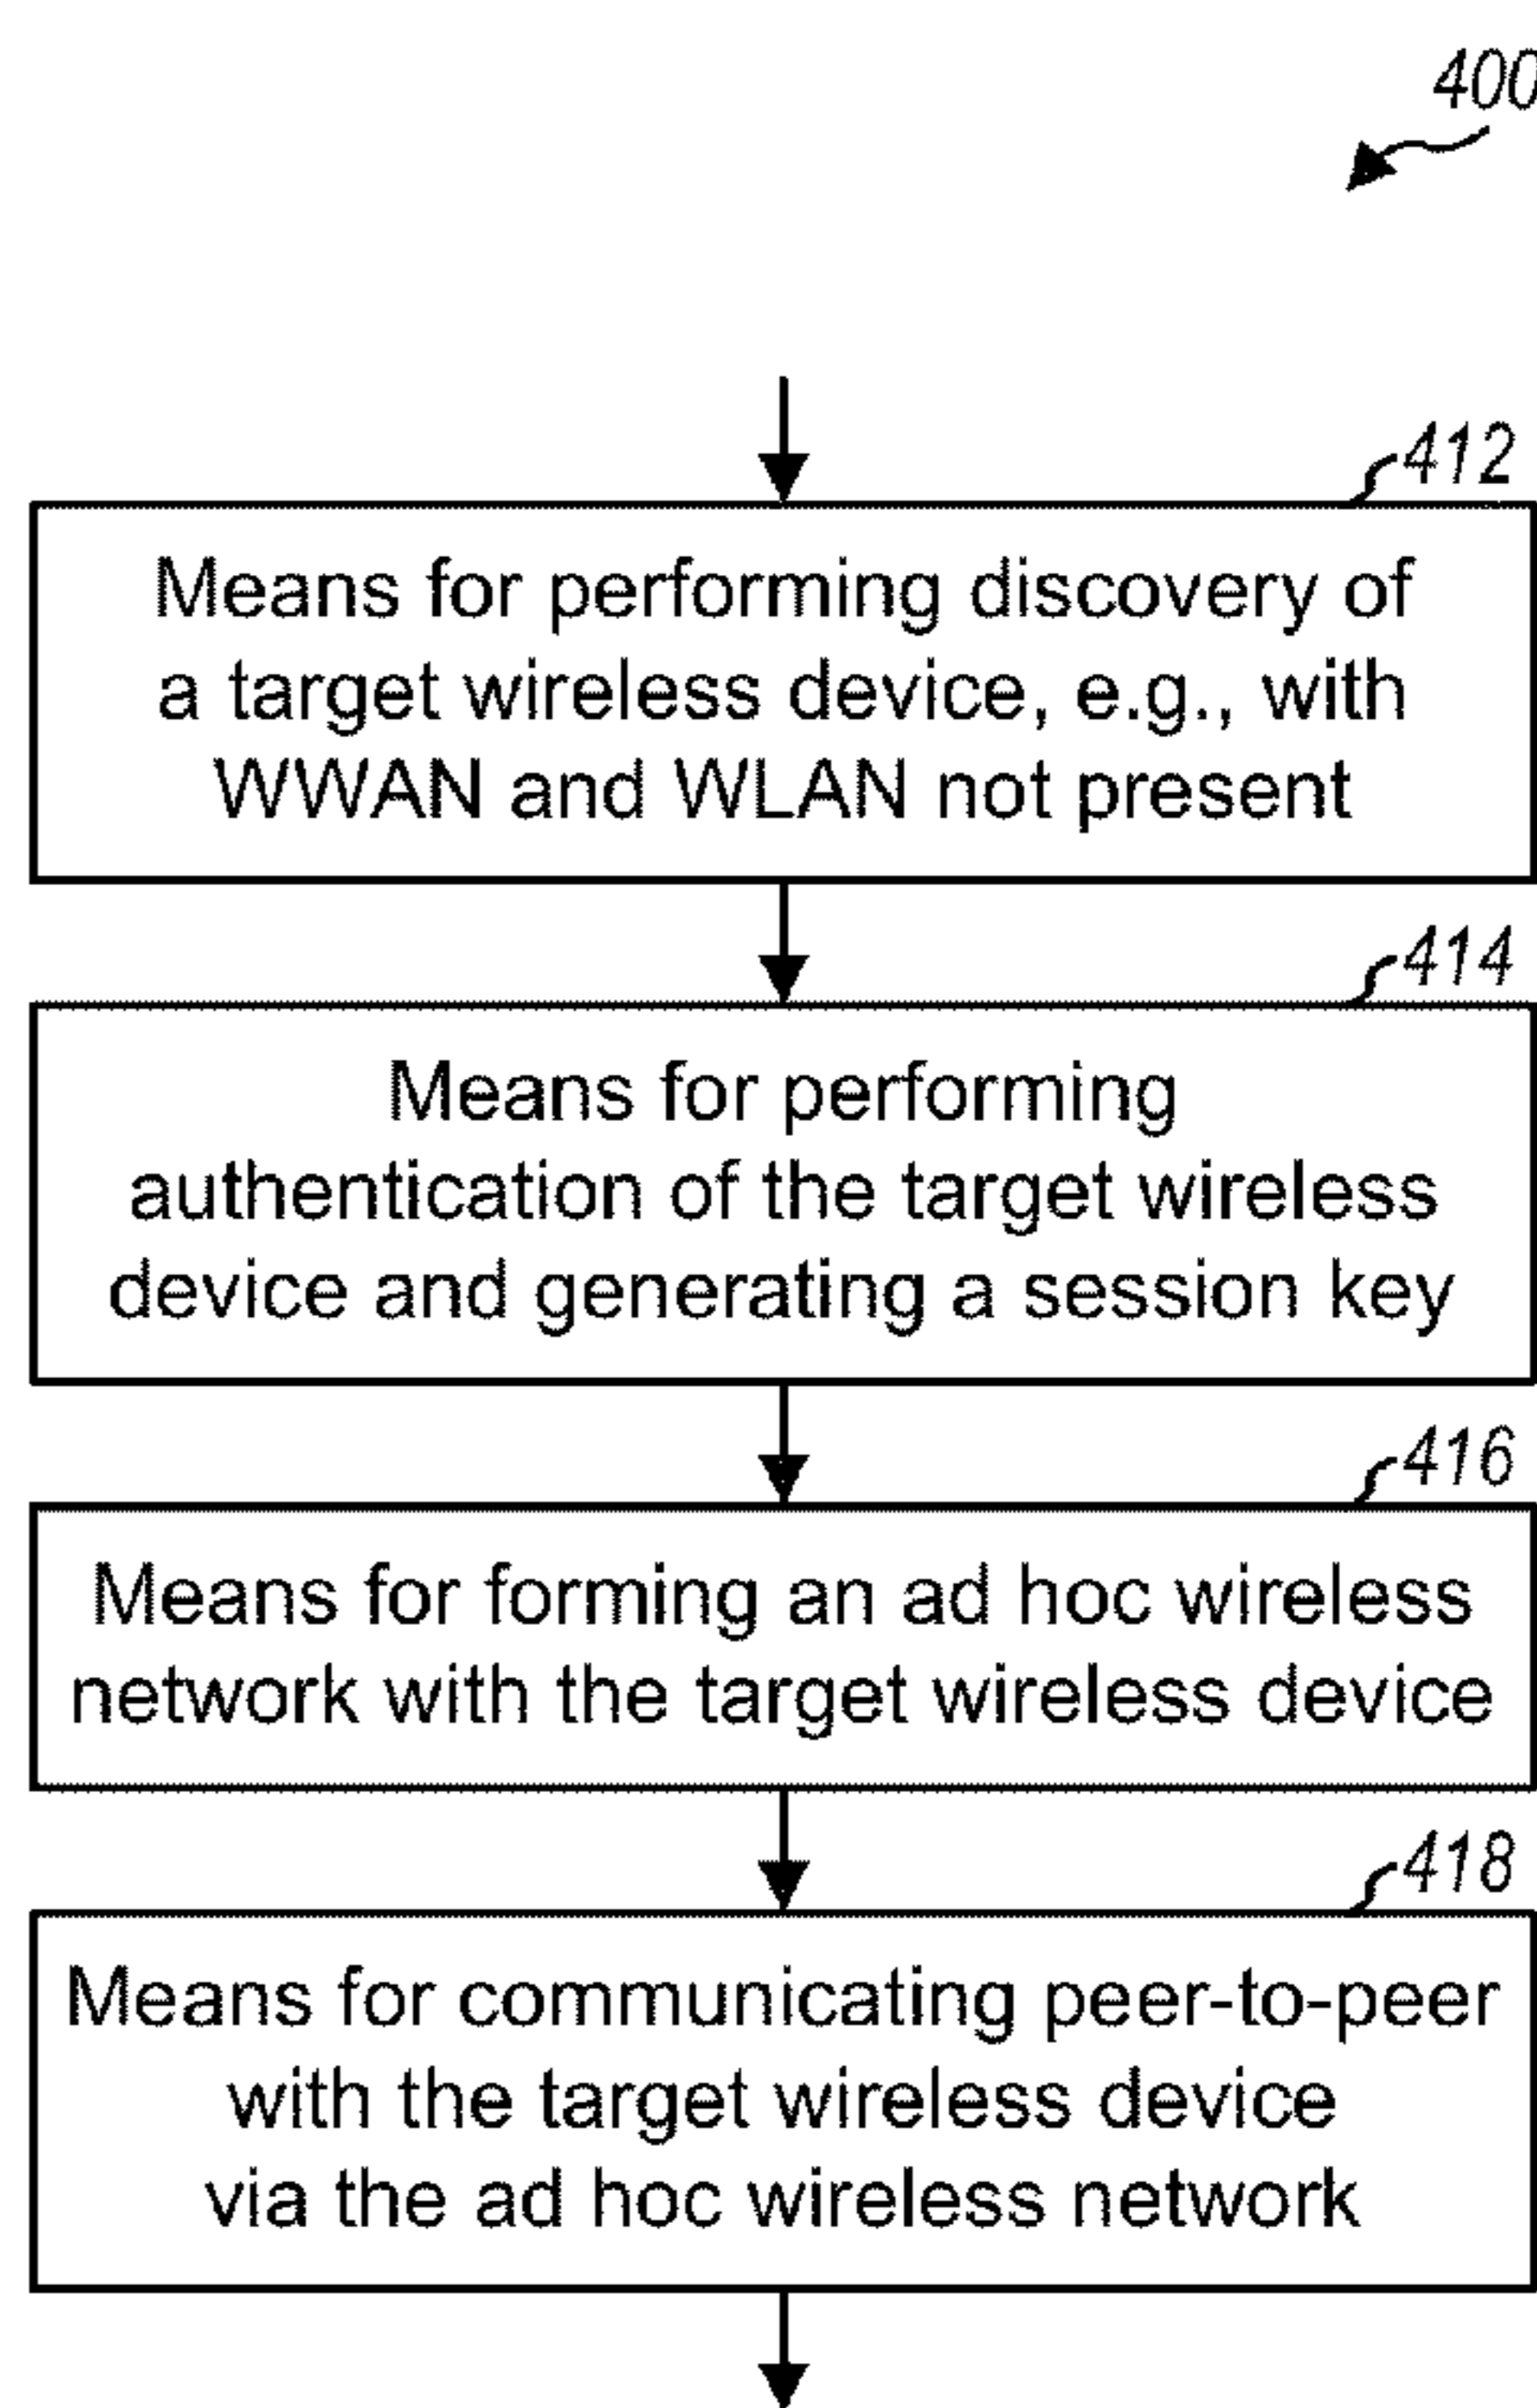 400
412
Means for performing discovery of
a target wireless device, e.g., with
WWAN and WLAN not present
414
Means for performing
authentication of the target wireless
device and generating a session key
416
Means for forming an ad hoc wireless
network with the target wireless device
418
Means for communicating peer-to-peer
with the target wireless device
via the ad hoc wireless network